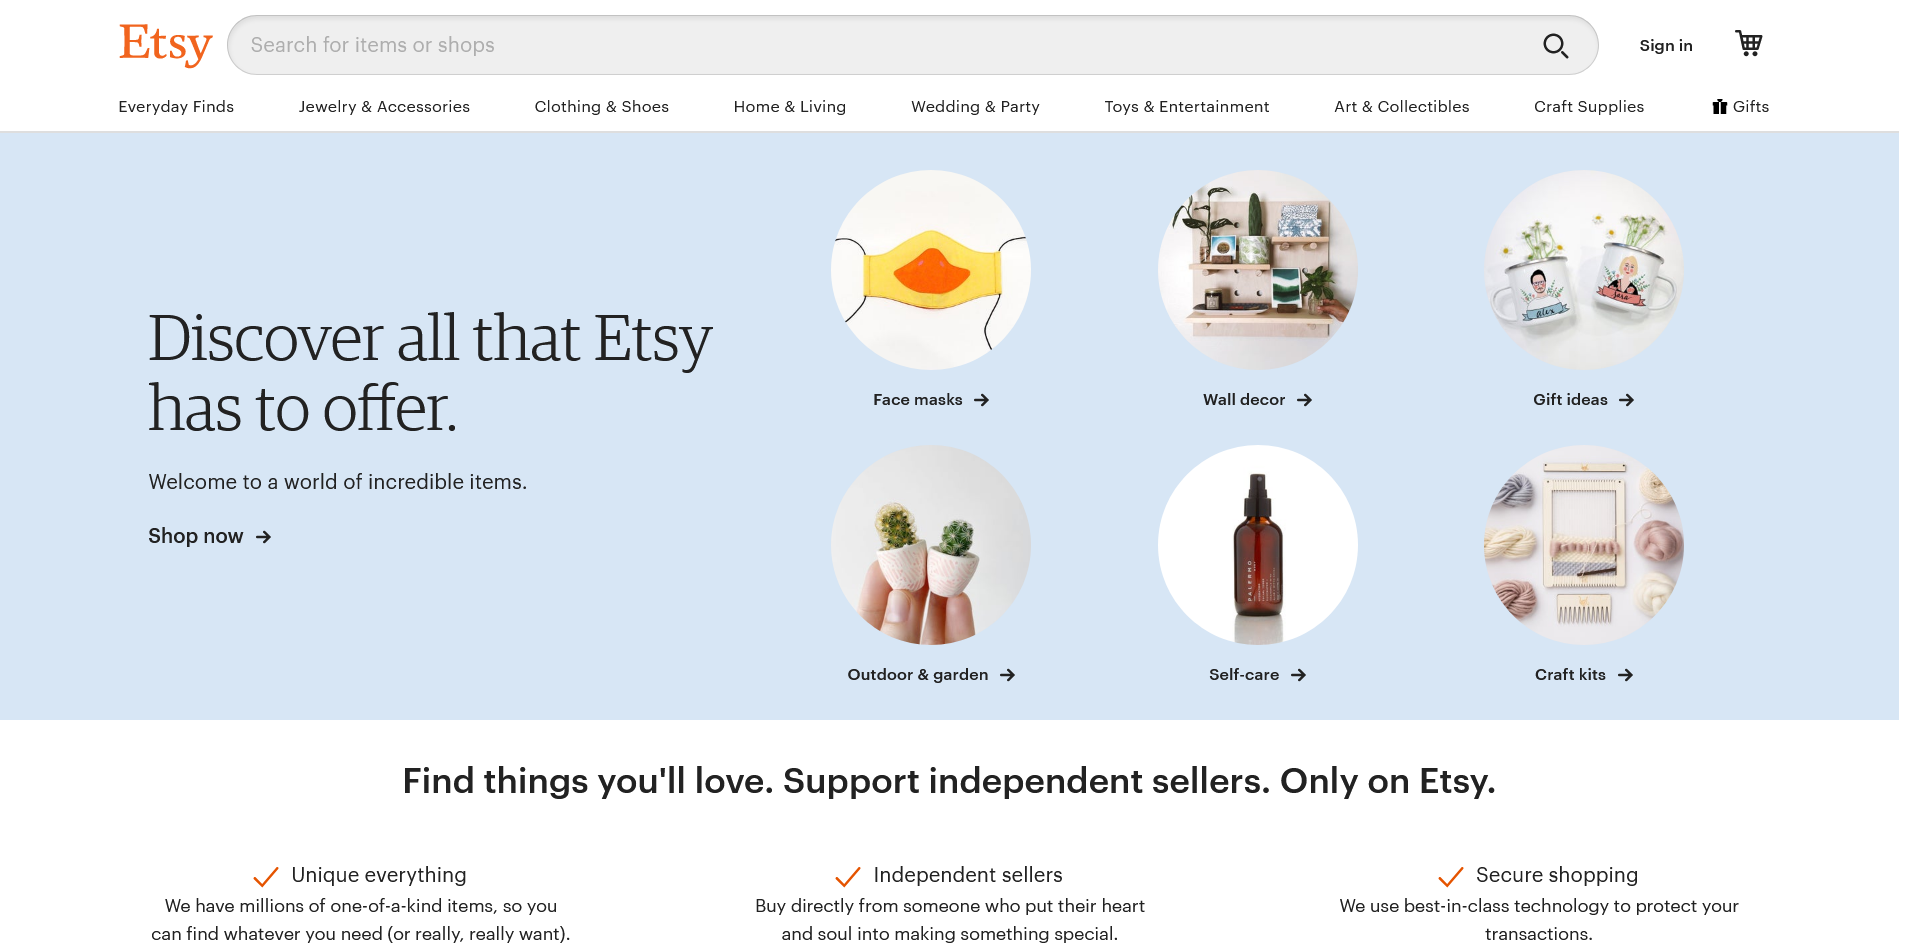 Etsy
Search for items or shops
Sign in
Everyday Finds
Jewelry & Accessories
Clothing & Shoes
Home & Living
Wedding & Party
Toys & Entertainment
Art & Collectibles
Craft Supplies
Gifts
Discover all that Etsy
has to offer.
Welcome to a world of incredible items.
Shop now
alex
sara
Face masks
Wall decor
Gift ideas
PALERMO
Outdoor & garden
Self-care
Craft kits
Find things you'll love. Support independent sellers. Only on Etsy.
Unique everything
We have millions of one-of-a-kind items, so you
can find whatever you need (or really, really want).
Independent sellers
Buy directly from someone who put their heart
and soul into making something special.
Secure shopping
We use best-in-class technology to protect your
transactions.